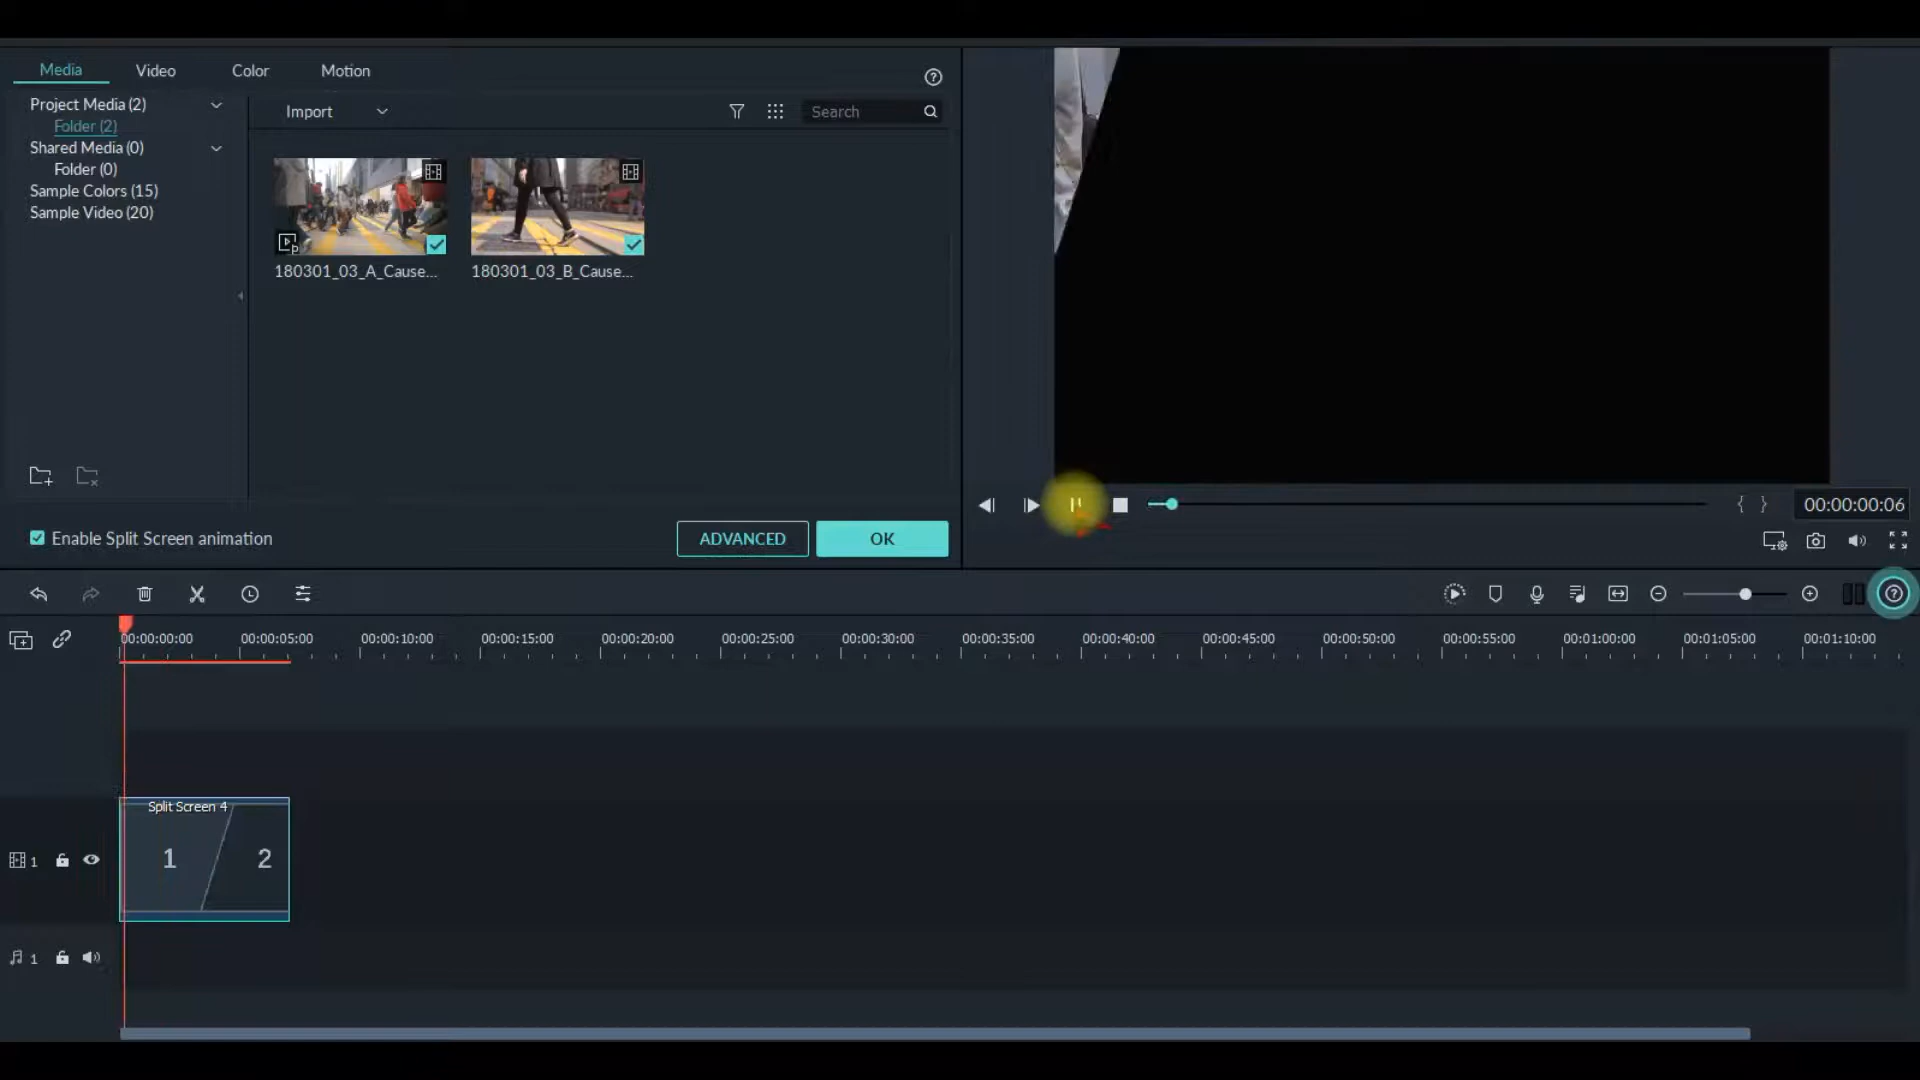 Media Video Color Motion
Project Media (2)
Folder (2)
Shared Media (0)
Folder (0)
Sample Colors (15)
Sample Video (20)
Import
Search
180301_03_A_Cause...
180301_03_B_Cause...
Enable Split Screen animation
ADVANCED
OK
{ }
00:00:00:06
00:00:00:00 00:00:05:00 00:00:10:00 00:00:15:00 00:00:20:00 00:00:25:00 00:00:30:00 00:00:35:00 00:00:40:00 00:00:45:00 00:00:50:00 00:00:55:00 00:01:00:00 00:01:05:00 00:01:10:00
Split Screen 4
1 2
1
1